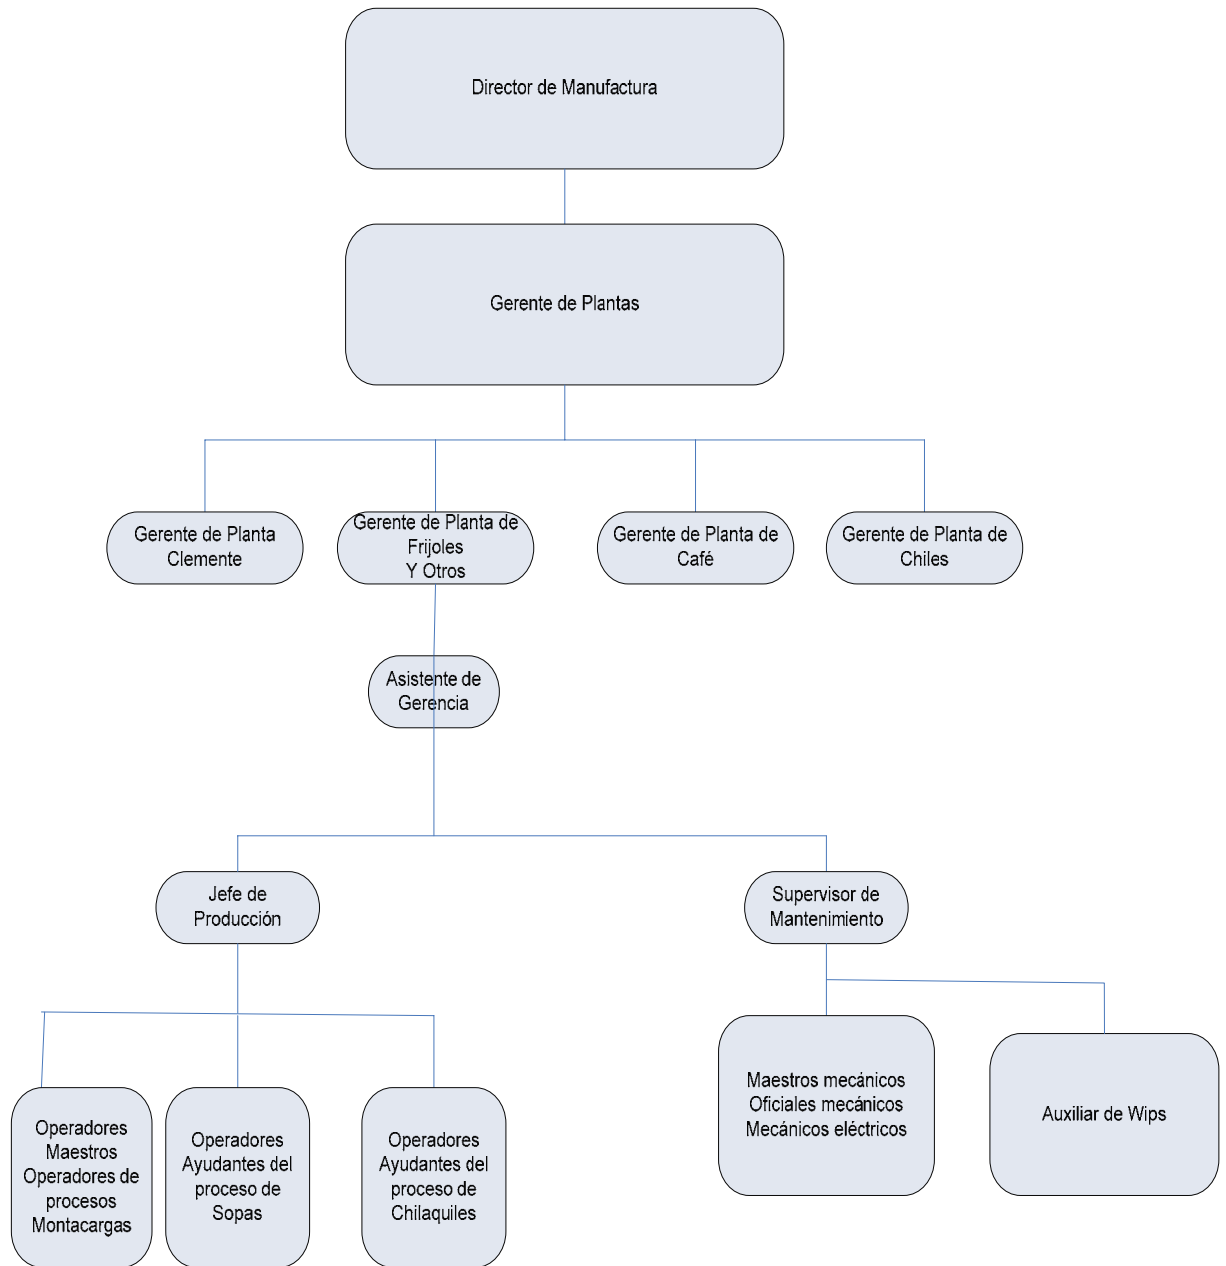 Director de Manufactura
Gerente de Plantas
Gerente de Planta
Clemente
Gerente de Planta de
Frijoles
Y Otros
Gerente de Planta de
Café
Gerente de Planta de
Chiles
Asistente de
Gerencia
Jefe de
Producción
Supervisor de
Mantenimiento
Operadores
Maestros
Operadores de
procesos
Montacargas
Operadores
Ayudantes del
proceso de
Sopas
Operadores
Ayudantes del
proceso de
Chilaquiles
Maestros mecánicos
Oficiales mecánicos
Mecánicos eléctricos
Auxiliar de Wips